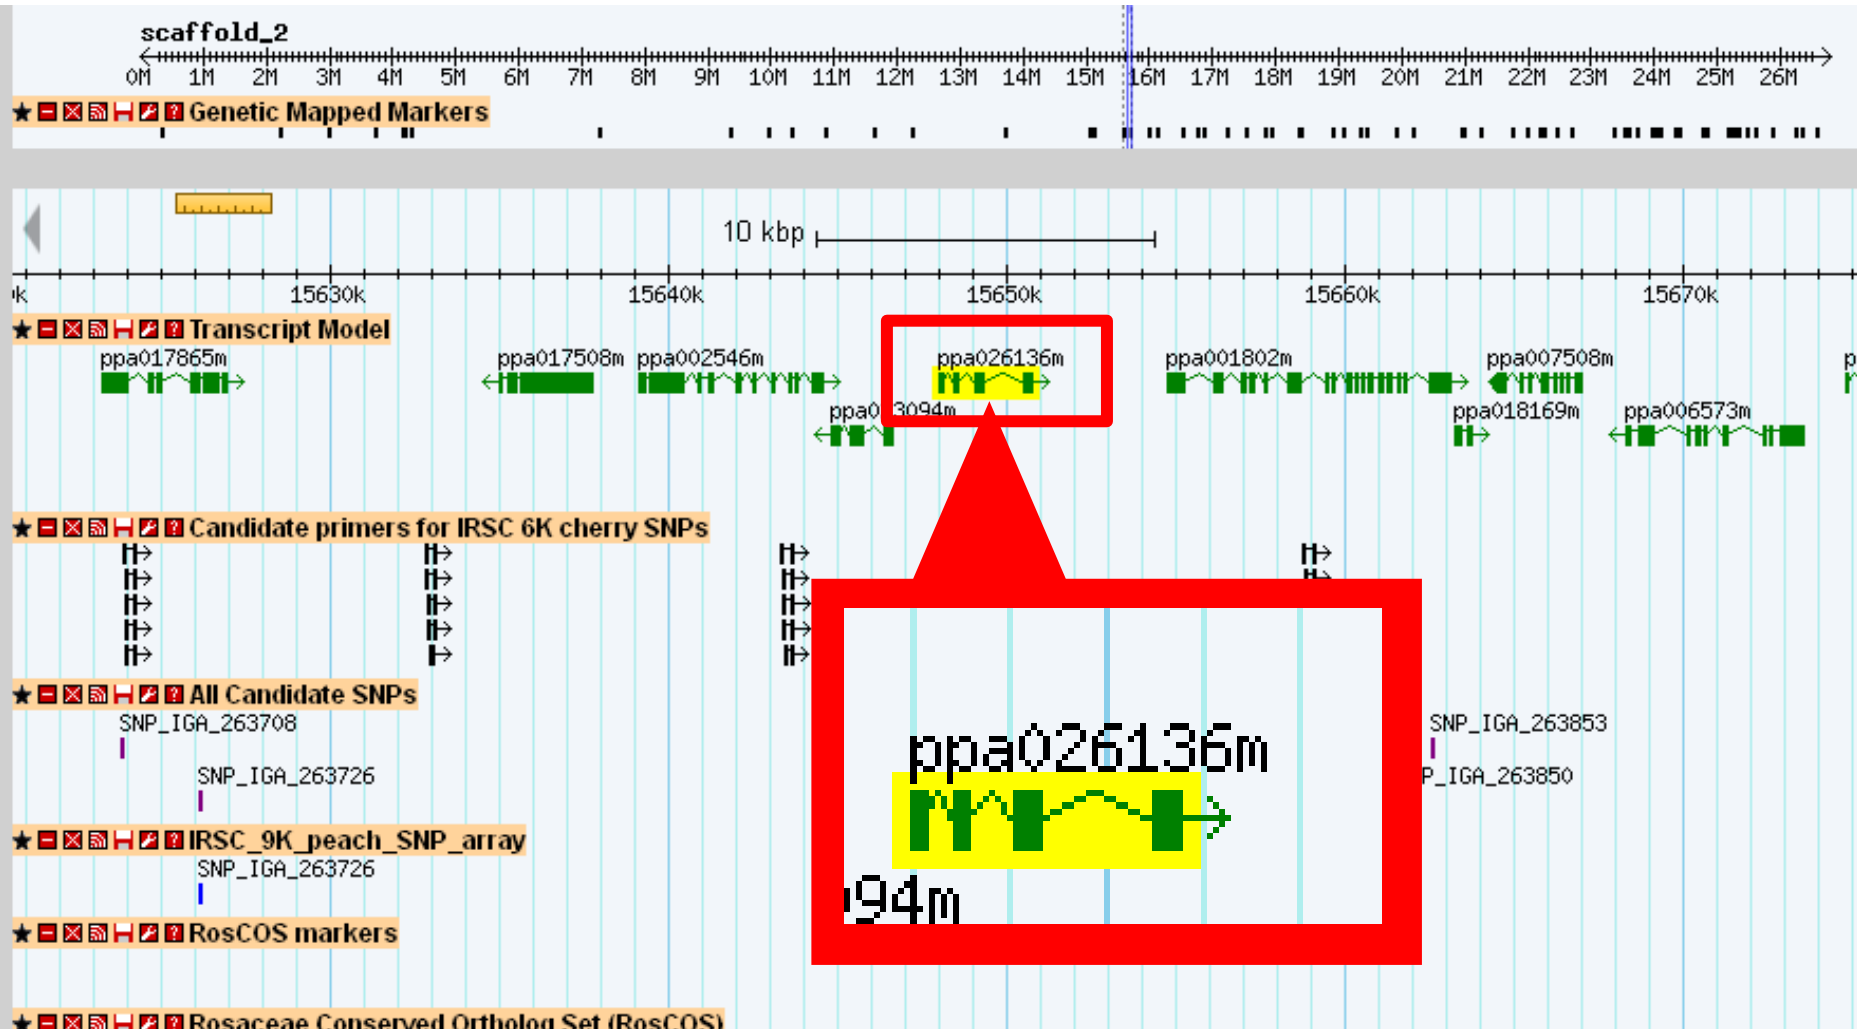 scaffold_2
0M 1M 2M 3M 4M 5M 6M 7M 8M 9M 10M 11M 12M 13M 14M 15M 16M 17M 18M 19M 20M 21M 22M 23M 24M 25M 26M
Genetic Mapped Markers
10 kbp
k 15630k 15640k 15650k 15660k 15670k
Transcript Model
ppa017865m ppa017508m ppa002546m ppa026136m ppa001802m ppa007508m p
3094m ppa018169m ppa006573m
Candidate primers for IRSC 6K cherry SNPs
All Candidate SNPs
SNP_IGA_263708 SNP_IGA_263853
SNP_IGA_263726 P_IGA_263850
ppa026136m
94m
IRSC_9K_peach_SNP_array
SNP_IGA_263726
RosCOS markers
Rosaceae Conserved Ortholog Set (RosCOS)